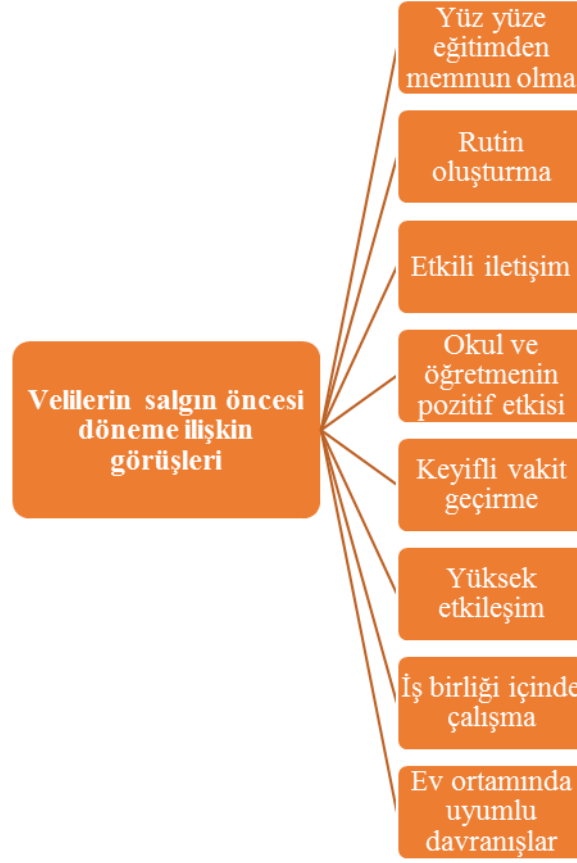 Yüz yüze
eğitimden
memnun olma
Rutin
oluşturma
Etkili iletişim
Okul ve
öğretmenin
pozitif etkisi
Velilerin salgın öncesi
döneme ilişkin
görüşleri
Keyifli vakit
geçirme
Yüksek
etkileşim
İş birliği içinde
çalışma
Ev ortamında
uyumlu
davranışlar